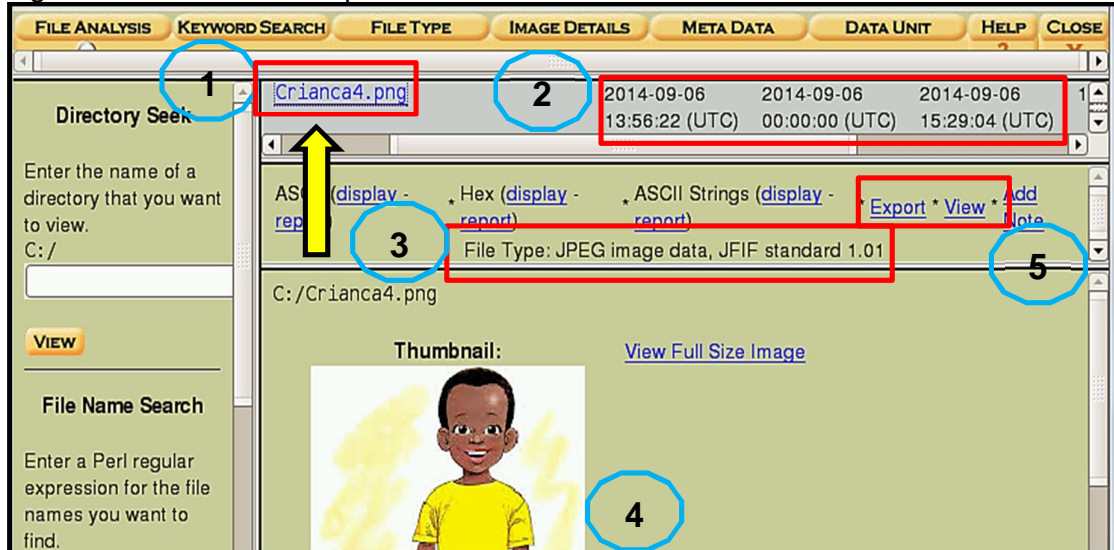 FILE ANALYSIS KEYWORD SEARCH FILE TYPE IMAGE DETAILS META DATA DATA UNIT HELP CLOSE
? X
1
Directory Seek
Enter the name of a
directory that you want
to view.
C:/
VIEW
File Name Search
Enter a Perl regular
expression for the file
names you want to
find.
Crianca4.png
2
2014-09-06 2014-09-06 2014-09-06
13:56:22 (UTC) 00:00:00 (UTC) 15:29:04 (UTC)
1
(display - * Hex (display - * ASCII Strings (display - * Export * View * Add
report) report) Note
3
File Type: JPEG image data, JFIF standard 1.01
5
C:/Crianca4.png
Thumbnail: View Full Size Image
4